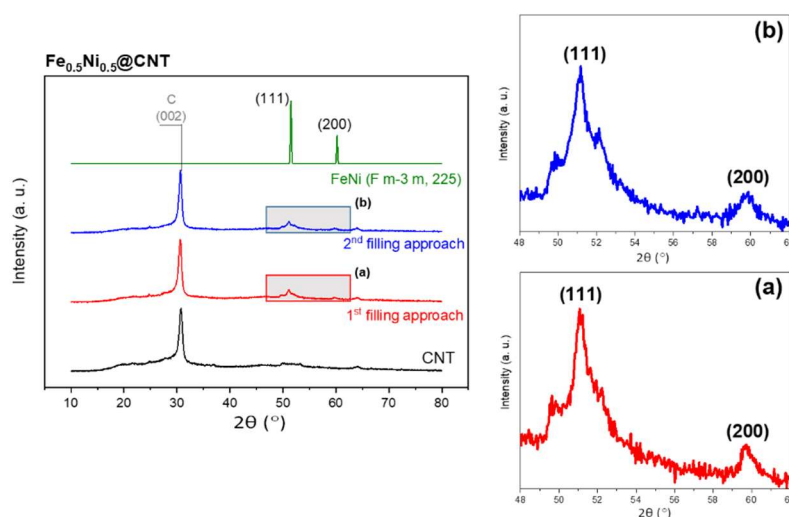 Fe₀.₅Ni₀.₅@CNT
C
(002)
(111)
(200)
FeNi (F m-3 m, 225)
(b)
2nd filling approach
(a)
1st filling approach
CNT
Intensity (a. u.)
10 20 30 40 50 60 70 80
2θ (°)
(b)
(111)
(200)
Intensity (a. u.)
48 50 52 54 56 58 60
2θ (°)
(a)
(111)
(200)
Intensity (a. u.)
48 50 52 54 56 58 60
2θ (°)